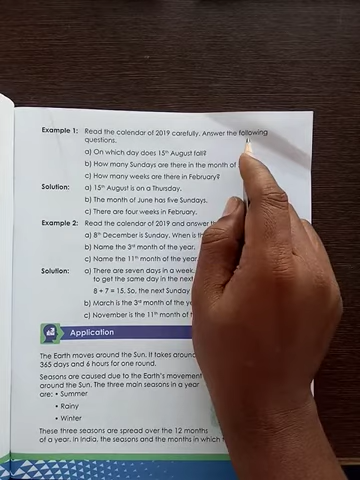 Example 1: Read the calendar of 2019 carefully. Answer the following
questions.
a) On which day does 15th August fall?
b) How many Sundays are there in the month of
c) How many weeks are there in February?
Solution: a) 15th August is on a Thursday.
b) The month of June has five Sundays.
c) There are four weeks in February.
Example 2: Read the calendar of 2019 and answer th
a) 8th December is Sunday. When is th
b) Name the 3rd month of the year.
c) Name the 11th month of the year
Solution: a) There are seven days in a week.
to get the same day in the next
8 + 7 = 15. So, the next Sunday
b) March is the 3rd month of the ye
c) November is the 11th month of t
Application
The Earth moves around the Sun. It takes aroun
365 days and 6 hours for one round.
Seasons are caused due to the Earth's movement
around the Sun. The three main seasons in a year
are: • Summer
• Rainy
• Winter
These three seasons are spread over the 12 months
of a year. In India, the seasons and the months in which t